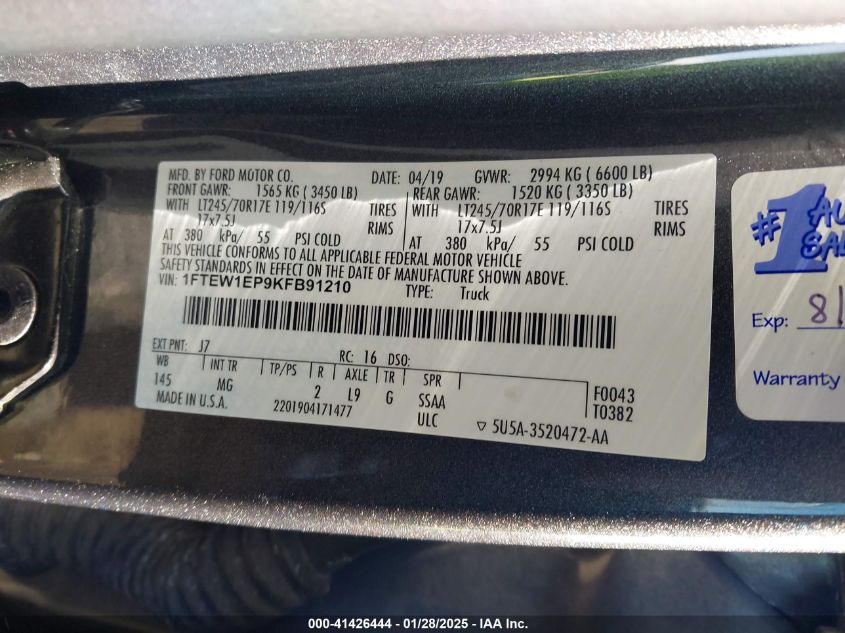 MFD. BY FORD MOTOR CO. DATE: 04/19 GVWR: 2994 KG ( 6600 LB)
FRONT GAWR: 1565 KG ( 3450 LB) REAR GAWR: 1520 KG ( 3350 LB)
WITH LT245/70R17E 119/116S TIRES WITH LT245/70R17E 119/116S TIRES
17x7.5J RIMS 17x7.5J RIMS
AT 380 kPa/ 55 PSI COLD AT 380 kPa/ 55 PSI COLD
THIS VEHICLE CONFORMS TO ALL APPLICABLE FEDERAL MOTOR VEHICLE
SAFETY STANDARDS IN EFFECT ON THE DATE OF MANUFACTURE SHOWN ABOVE.
VIN: 1FTEW1EP9KFB91210 TYPE: Truck
EXT PNT: J7 RC: 16 DSO:
WB INT TR TP/PS R AXLE TR SPR
145 MG 2 L9 G SSAA F0043
MADE IN U.S.A. 2201904171477 ULC T0382
▽ 5U5A-3520472-AA
#1
Exp: 8/
Warranty
000-41426444 - 01/28/2025 - IAA Inc.